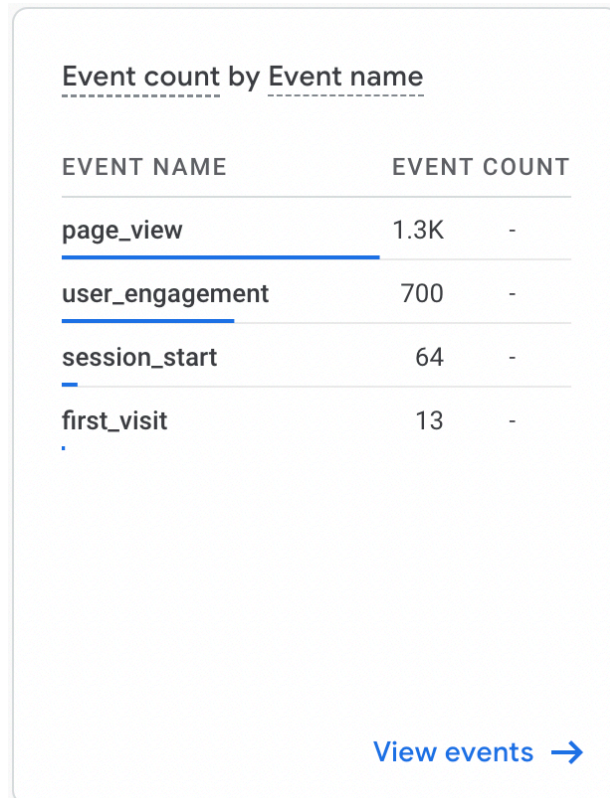 Event count by Event name
EVENT NAME EVENT COUNT
page_view 1.3K -
user_engagement 700 -
session_start 64 -
first_visit 13 -
View events →